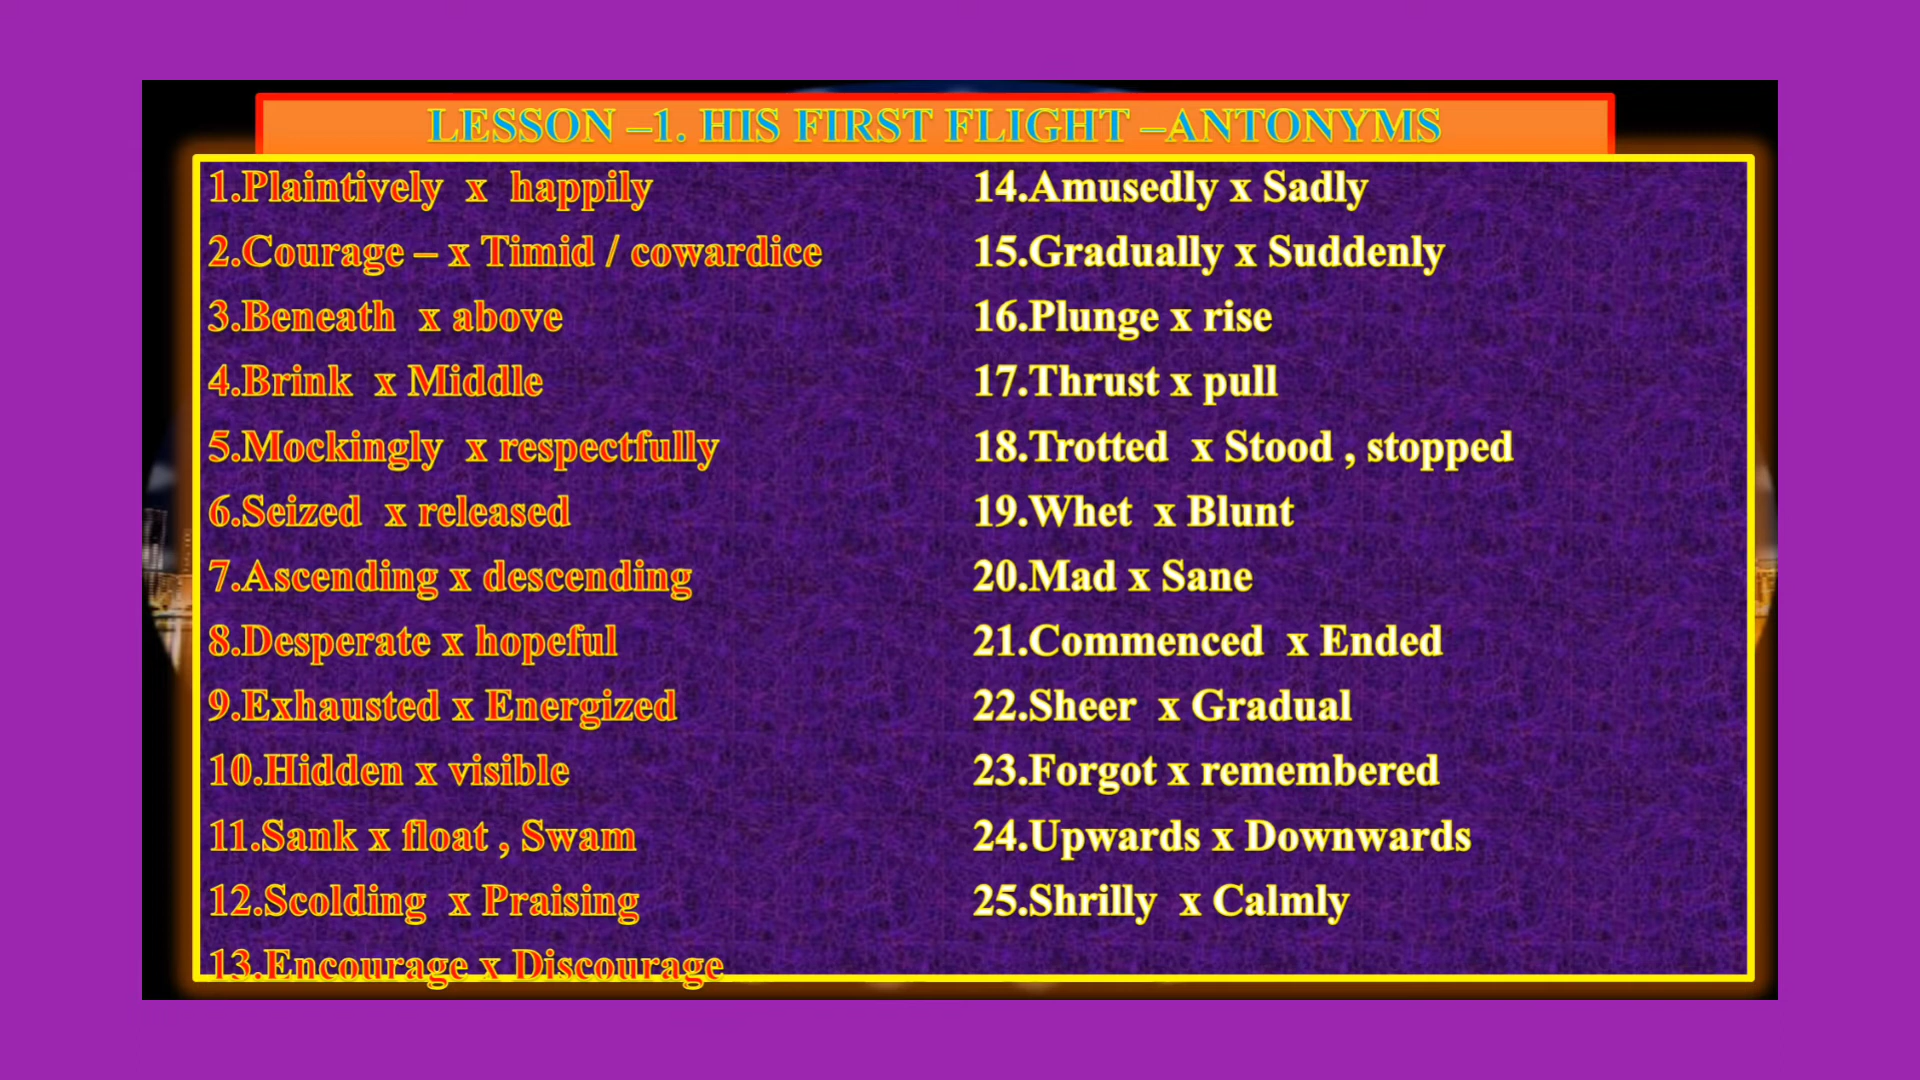 LESSON –1. HIS FIRST FLIGHT –ANTONYMS
1.Plaintively x happily
2.Courage – x Timid / cowardice
3.Beneath x above
4.Brink x Middle
5.Mockingly x respectfully
6.Seized x released
7.Ascending x descending
8.Desperate x hopeful
9.Exhausted x Energized
10.Hidden x visible
11.Sank x float , Swam
12.Scolding x Praising
13.Encourage x Discourage
14.Amusedly x Sadly
15.Gradually x Suddenly
16.Plunge x rise
17.Thrust x pull
18.Trotted x Stood , stopped
19.Whet x Blunt
20.Mad x Sane
21.Commenced x Ended
22.Sheer x Gradual
23.Forgot x remembered
24.Upwards x Downwards
25.Shrilly x Calmly